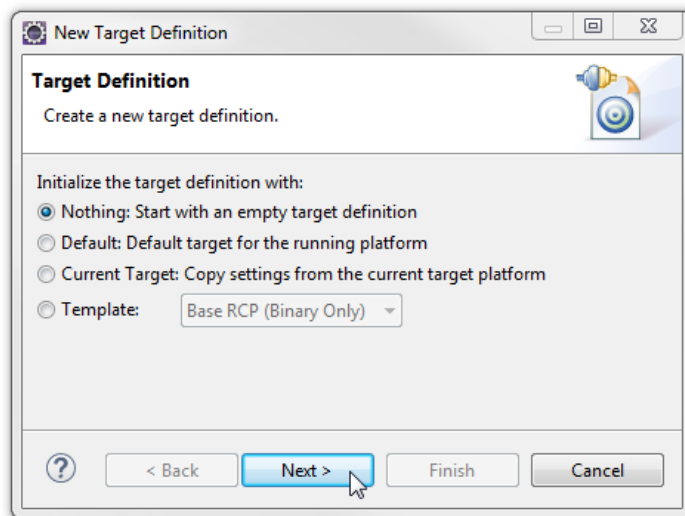 New Target Definition
Target Definition
Create a new target definition.
Initialize the target definition with:
Nothing: Start with an empty target definition
Default: Default target for the running platform
Current Target: Copy settings from the current target platform
Template: Base RCP (Binary Only)
? < Back Next > Finish Cancel